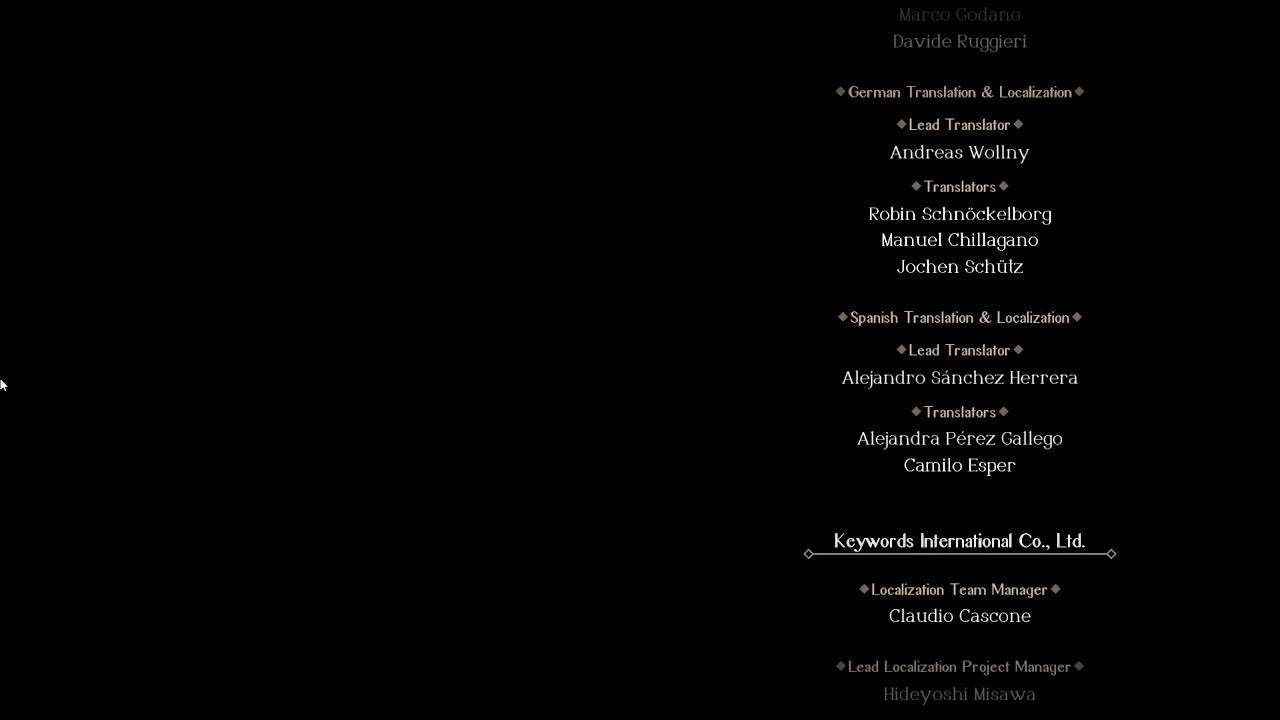 Marco Godano
Davide Ruggieri
German Translation & Localization
Lead Translator
Andreas Wollny
Translators
Robin Schnöckelborg
Manuel Chillagano
Jochen Schütz
Spanish Translation & Localization
Lead Translator
Alejandro Sánchez Herrera
Translators
Alejandra Pérez Gallego
Camilo Esper
Keywords International Co., Ltd.
Localization Team Manager
Claudio Cascone
Lead Localization Project Manager
Hideyoshi Misawa